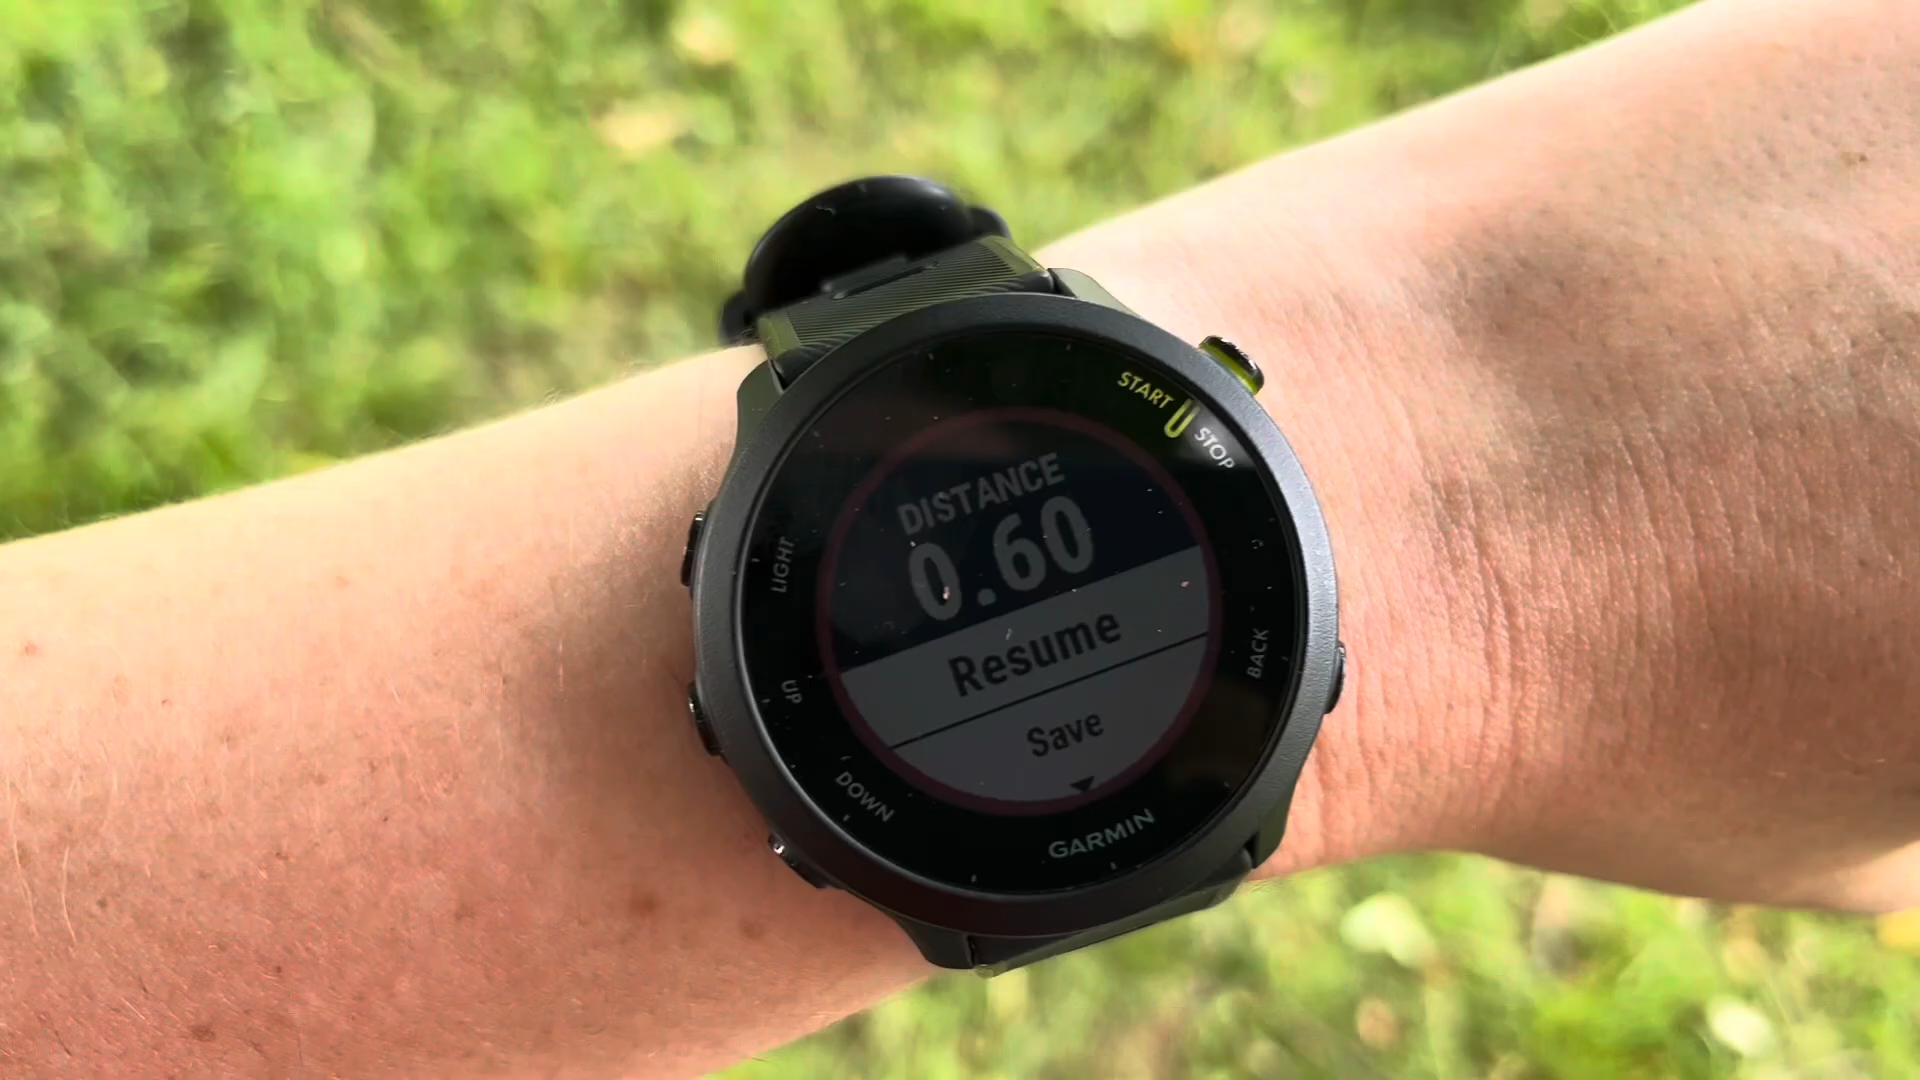 START
STOP
DISTANCE
0.60
LIGHT
Resume
BACK
UP
Save
DOWN
GARMIN